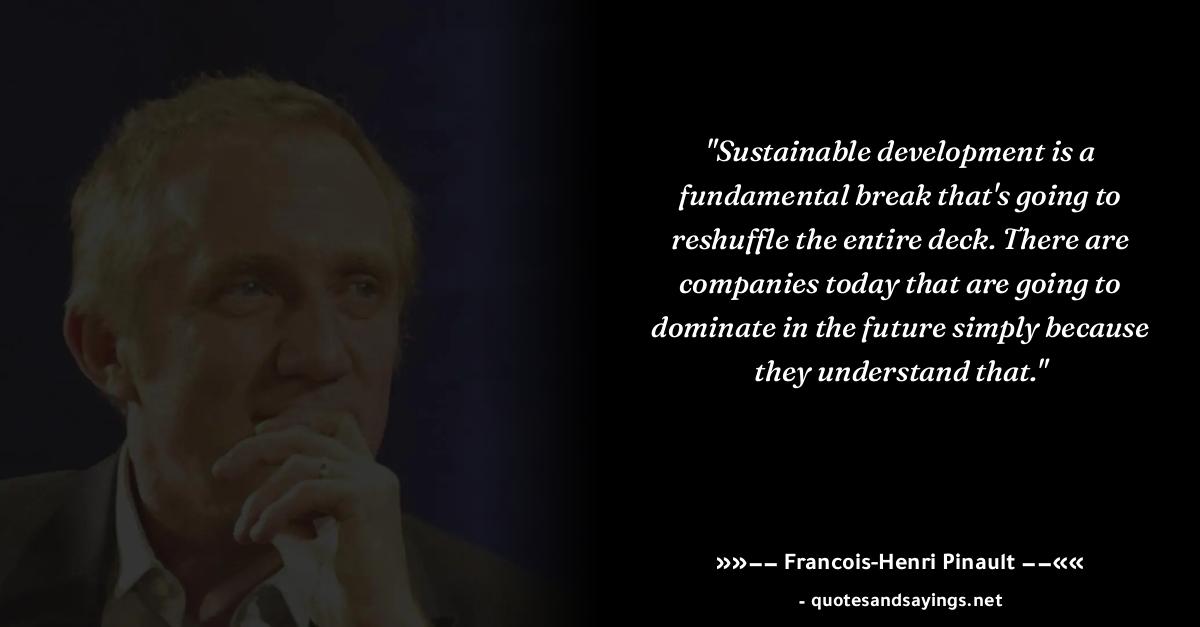 "Sustainable development is a
fundamental break that's going to
reshuffle the entire deck. There are
companies today that are going to
dominate in the future simply because
they understand that."
»»−− Francois-Henri Pinault −−««
- quotesandsayings.net